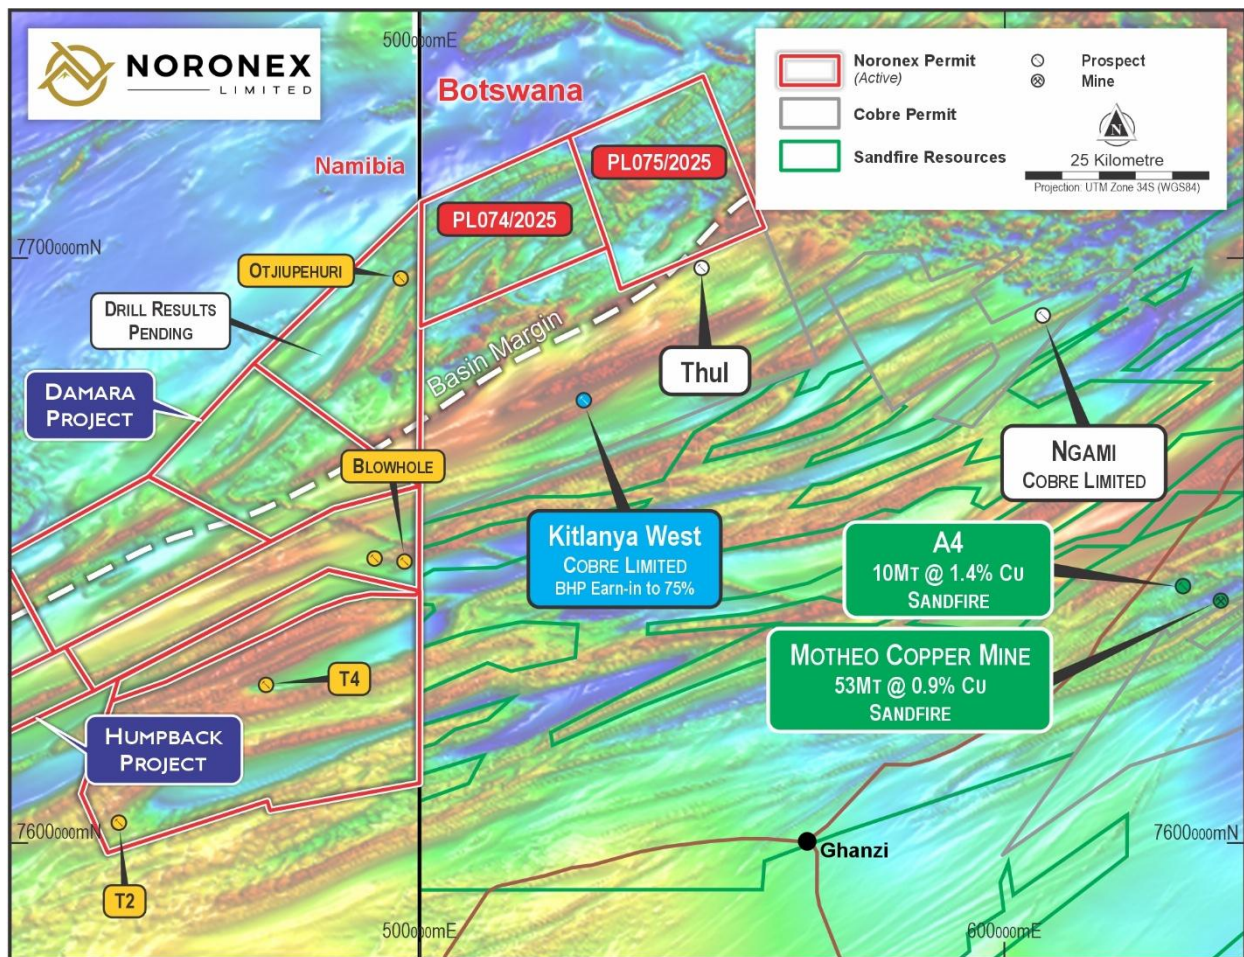 NORONEX
LIMITED
500000mE
Botswana
Namibia
Noronex Permit
(Active)
Cobre Permit
Sandfire Resources
Prospect
Mine
N
25 Kilometre
Projection: UTM Zone 34S (WGS84)
PL075/2025
PL074/2025
7700000mN
OTJIUPEHURI
DRILL RESULTS
PENDING
Basin Margin
Thul
DAMARA
PROJECT
BLOWHOLE
NGAMI
COBRE LIMITED
Kitlanya West
COBRE LIMITED
BHP Earn-in to 75%
A4
10MT @ 1.4% CU
SANDFIRE
MOTHEO COPPER MINE
53MT @ 0.9% CU
SANDFIRE
T4
HUMPBACK
PROJECT
7600000mN
7600000mN
Ghanzi
T2
500000mE
600000mE